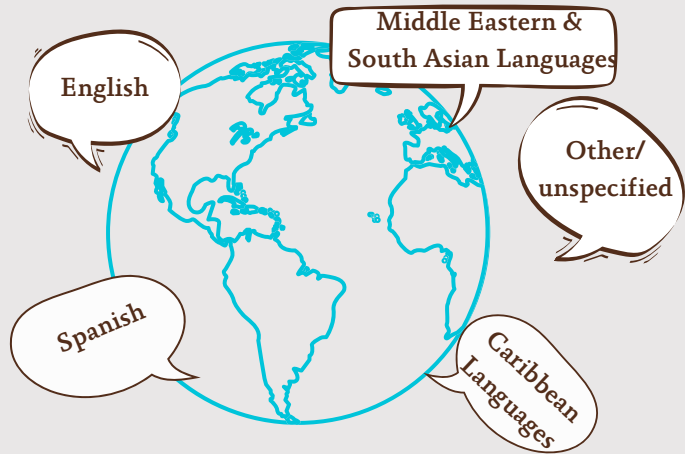 Middle Eastern &
South Asian Languages
English
Other/
unspecified
Spanish
Caribbean
Languages